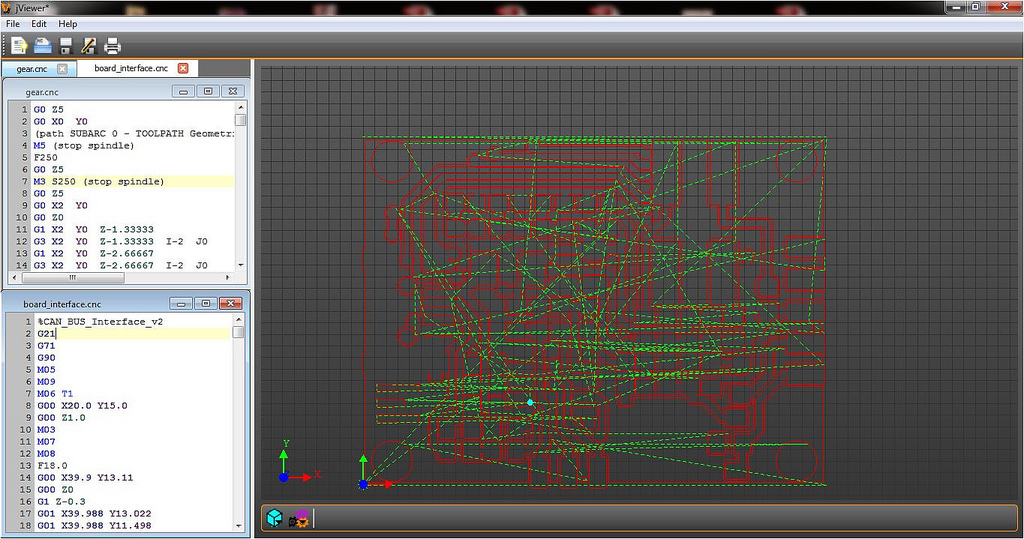 jViewer*
File Edit Help
gear.cnc board_interface.cnc
gear.cnc
1 G0 Z5
2 G0 X0 Y0
3 (path SUBARC 0 - TOOLPATH Geometri
4 M5 (stop spindle)
5 F250
6 G0 Z5
7 M3 S250 (stop spindle)
8 G0 Z5
9 G0 X2 Y0
10 G0 Z0
11 G1 X2 Y0 Z-1.33333
12 G3 X2 Y0 Z-1.33333 I-2 J0
13 G1 X2 Y0 Z-2.66667
14 G3 X2 Y0 Z-2.66667 I-2 J0
board_interface.cnc
1 %CAN_BUS_Interface_v2
2 G21
3 G71
4 G90
5 M05
6 M09
7 M06 T1
8 G00 X20.0 Y15.0
9 G00 Z1.0
10 M03
11 M07
12 M08
13 F18.0
14 G00 X39.9 Y13.11
15 G00 Z0
16 G1 Z-0.3
17 G01 X39.988 Y13.022
18 G01 X39.988 Y11.498
Y
X